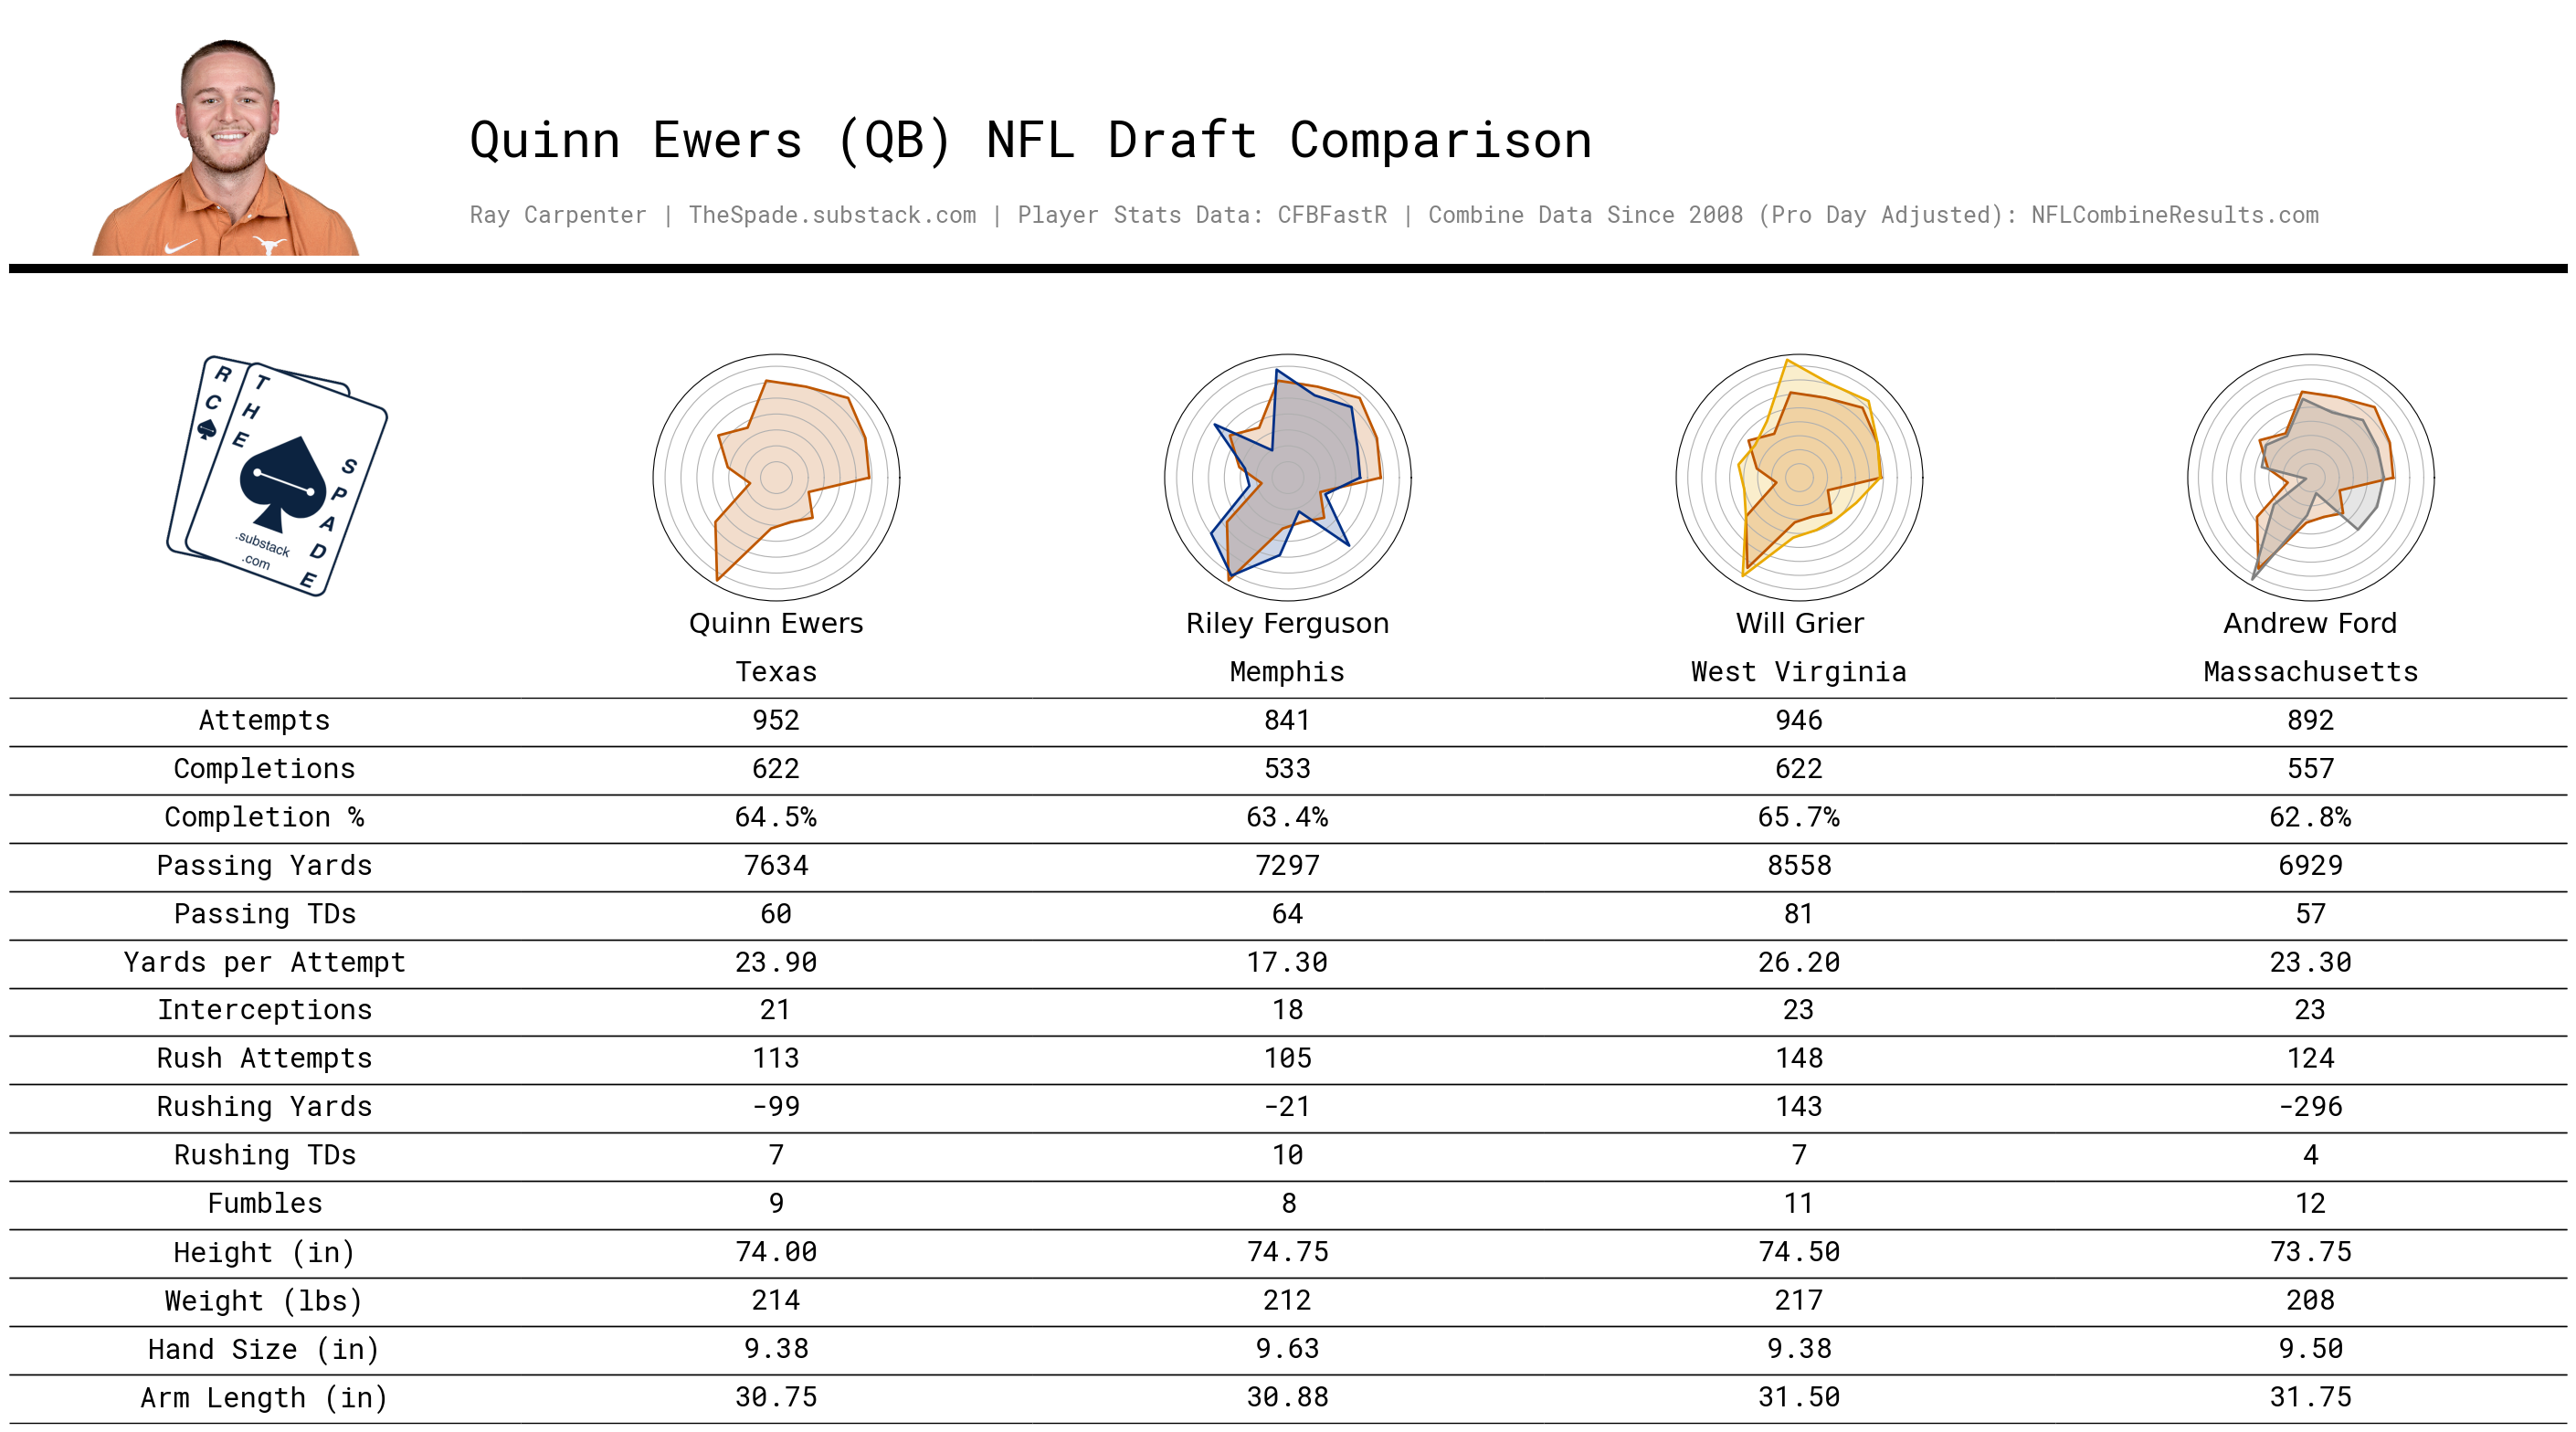 Quinn Ewers (QB) NFL Draft Comparison
Ray Carpenter | TheSpade.substack.com | Player Stats Data: CFBFastR | Combine Data Since 2008 (Pro Day Adjusted): NFLCombineResults.com
R C
THE SPADE
.substack
.com
Quinn Ewers Riley Ferguson Will Grier Andrew Ford
Texas Memphis West Virginia Massachusetts
Attempts 952 841 946 892
Completions 622 533 622 557
Completion % 64.5% 63.4% 65.7% 62.8%
Passing Yards 7634 7297 8558 6929
Passing TDs 60 64 81 57
Yards per Attempt 23.90 17.30 26.20 23.30
Interceptions 21 18 23 23
Rush Attempts 113 105 148 124
Rushing Yards -99 -21 143 -296
Rushing TDs 7 10 7 4
Fumbles 9 8 11 12
Height (in) 74.00 74.75 74.50 73.75
Weight (lbs) 214 212 217 208
Hand Size (in) 9.38 9.63 9.38 9.50
Arm Length (in) 30.75 30.88 31.50 31.75